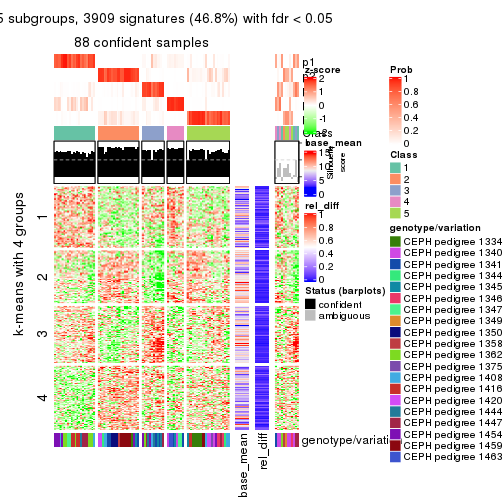 5 subgroups, 3909 signatures (46.8%) with fdr < 0.05
88 confident samples
p1
z-score
2
1
0
-1
-2
Class
base_mean
15
10
5
0
Silhouette
score
rel_diff
1
0.8
0.6
0.4
0.2
0
Status (barplots)
confident
ambiguous
Prob
1
0.8
0.6
0.4
0.2
0
Class
1
2
3
4
5
genotype/variation
CEPH pedigree 1334
CEPH pedigree 1340
CEPH pedigree 1341
CEPH pedigree 1344
CEPH pedigree 1345
CEPH pedigree 1346
CEPH pedigree 1347
CEPH pedigree 1349
CEPH pedigree 1350
CEPH pedigree 1358
CEPH pedigree 1362
CEPH pedigree 1375
CEPH pedigree 1408
CEPH pedigree 1416
CEPH pedigree 1420
CEPH pedigree 1444
CEPH pedigree 1447
CEPH pedigree 1454
CEPH pedigree 1459
CEPH pedigree 1463
k-means with 4 groups
1
2
3
4
genotype/variati
base_mean
rel_diff